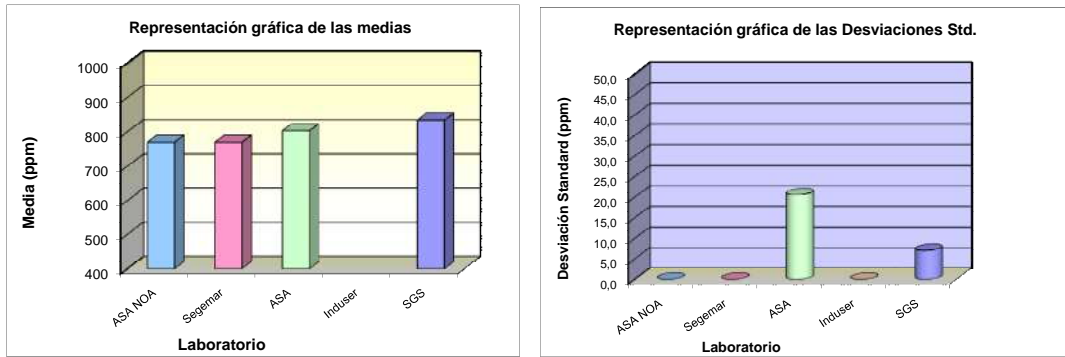 Representación gráfica de las medias
1000
900
800
700
600
500
400
Media (ppm)
ASA NOA
Segemar
ASA
Induser
SGS
Laboratorio
Representación gráfica de las Desviaciones Std.
50,0
45,0
40,0
35,0
30,0
25,0
20,0
15,0
10,0
5,0
0,0
Desviación Standard (ppm)
ASA NOA
Segemar
ASA
Induser
SGS
Laboratorio